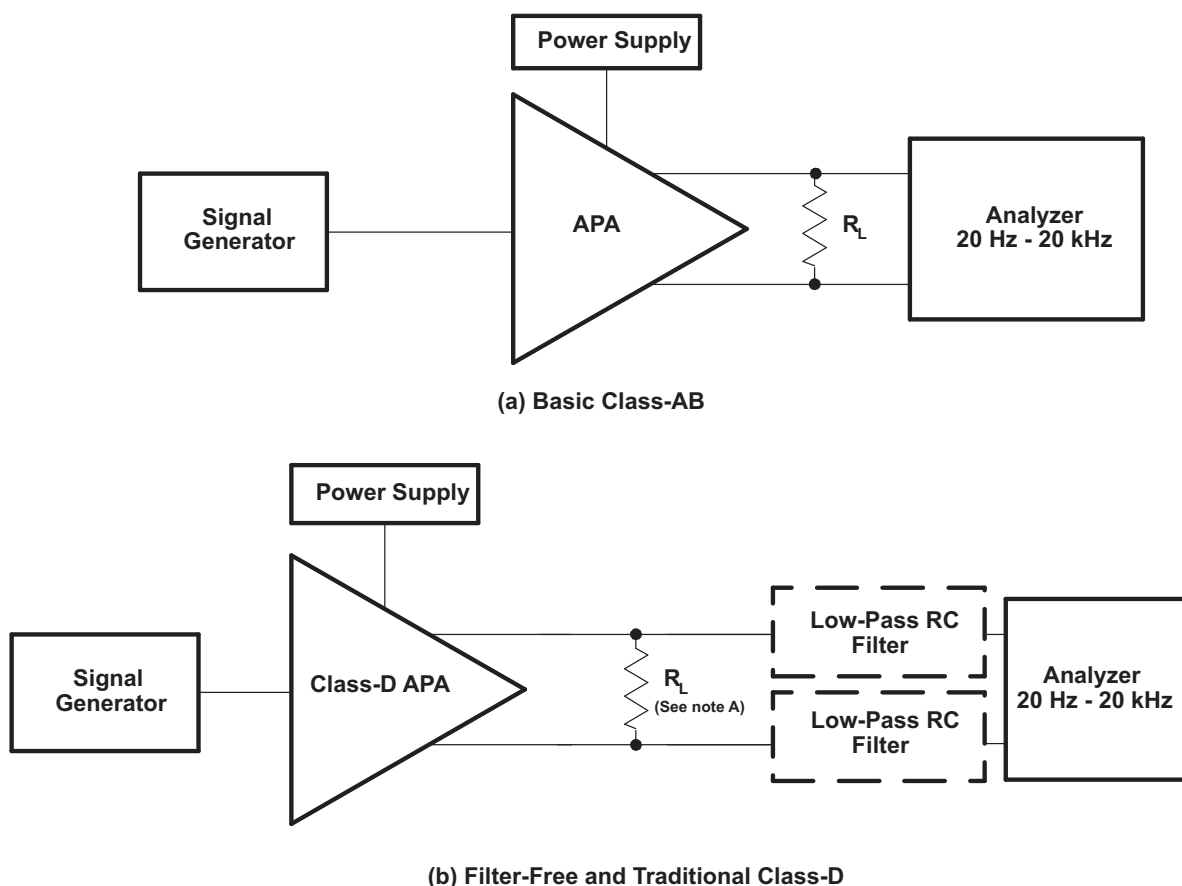 Power Supply
Signal
Generator
APA
R_L
Analyzer
20 Hz - 20 kHz
(a) Basic Class-AB
Power Supply
Signal
Generator
Class-D APA
R_L
(See note A)
Low-Pass RC
Filter
Low-Pass RC
Filter
Analyzer
20 Hz - 20 kHz
(b) Filter-Free and Traditional Class-D